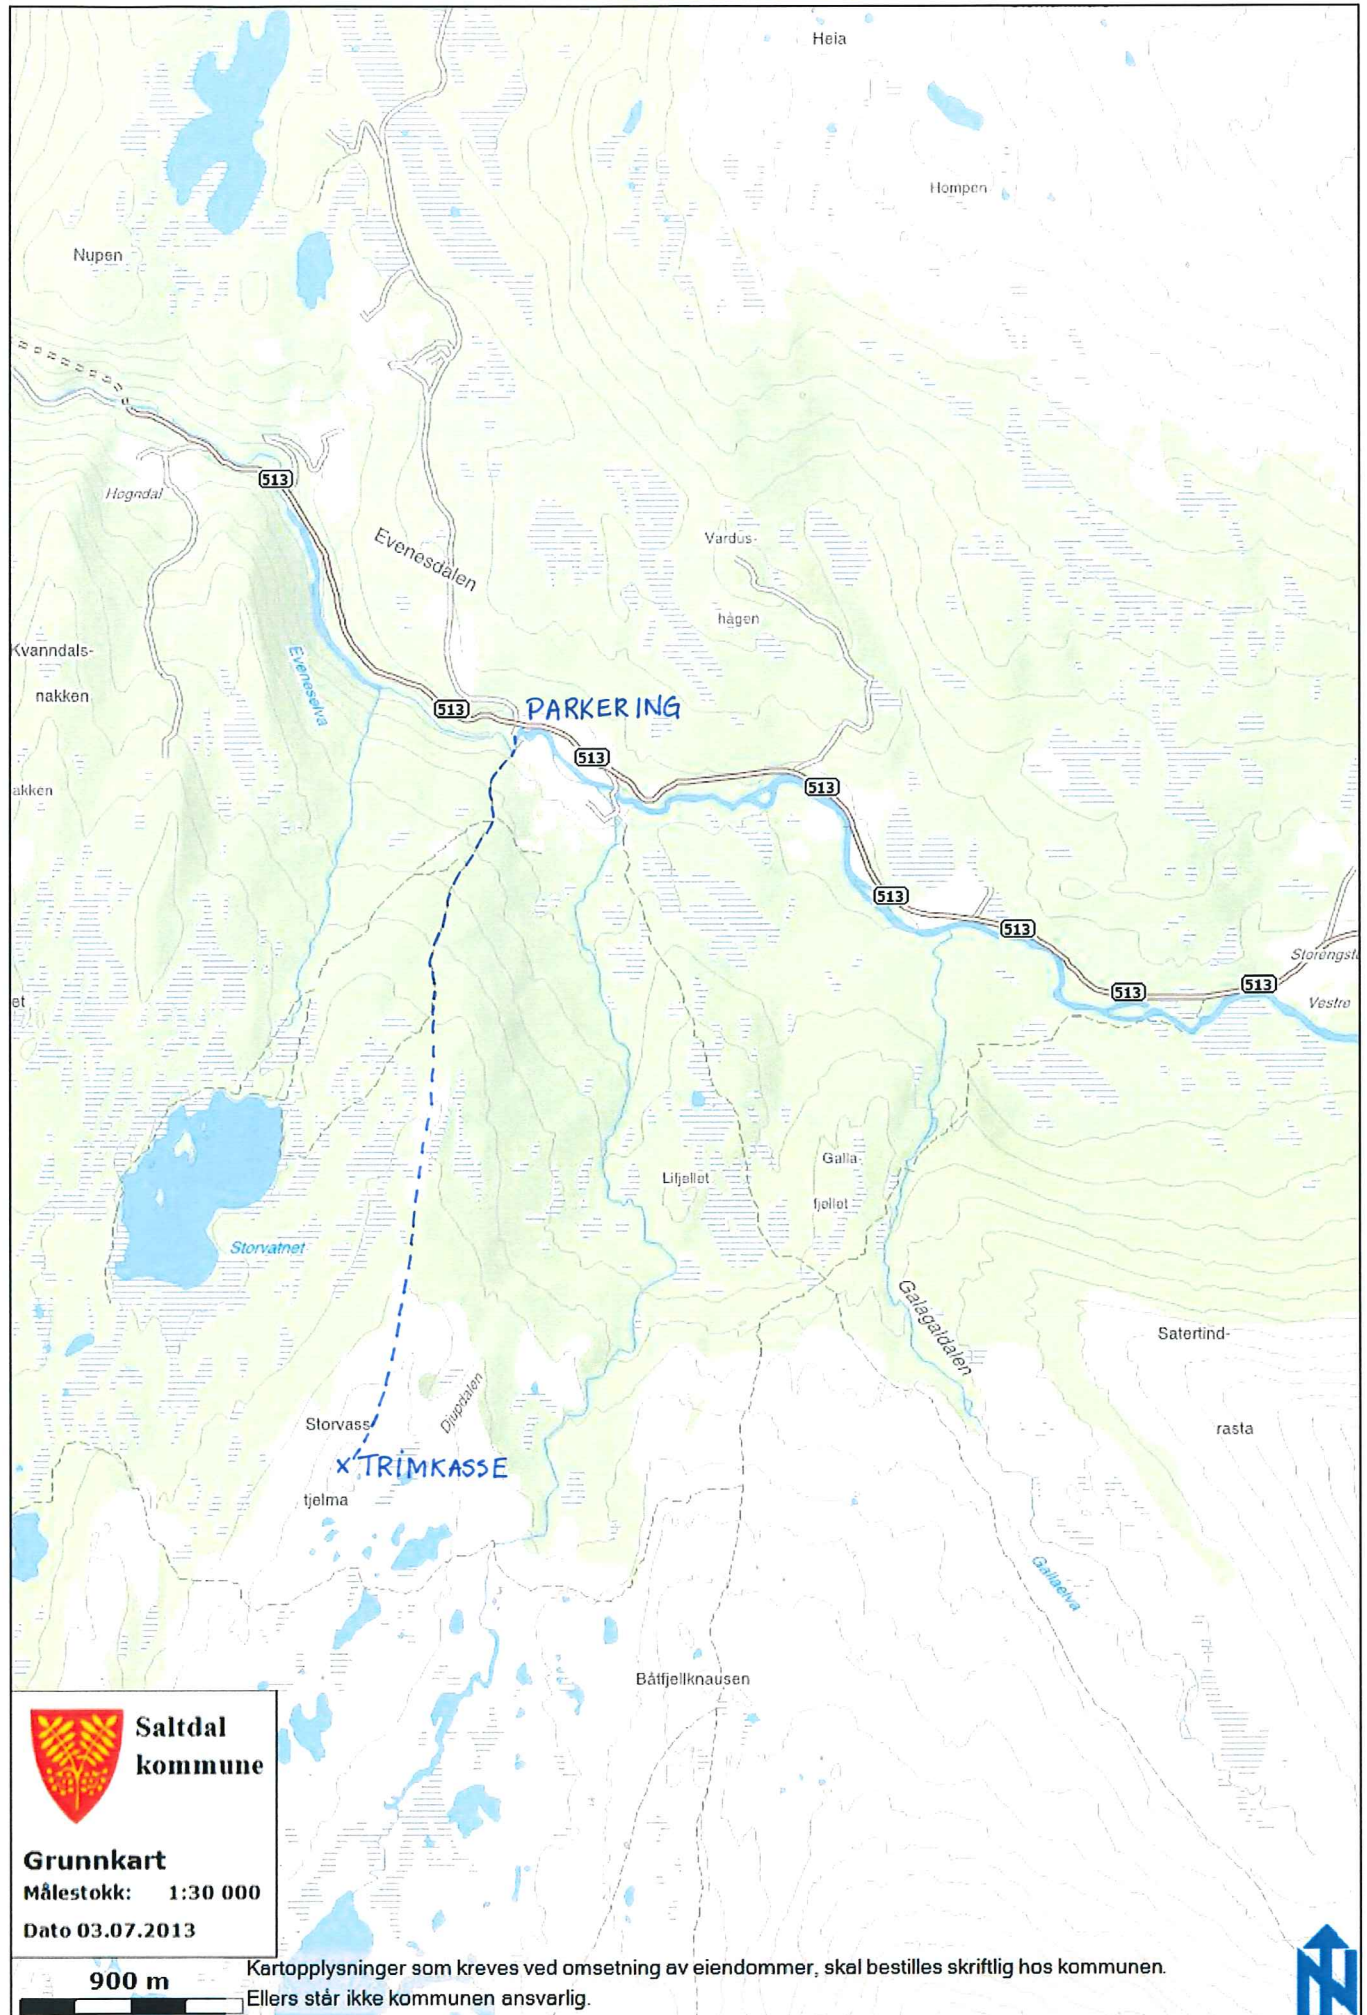 Heia
Hompen
Nupen
513
Hogndal
Evenesdalen
Vardus-
hågen
Kvanndals-
nakken
Eveneselva
513
PARKERING
513
513
akken
513
513
Storengsta
513
513
et
Vestre
Galla-
Lifjellet
fjellet
Storvatnet
Galagaldalen
Satertind-
Djupdalen
Storvass
rasta
x TRIMKASSE
tjelma
Gallaelva
Båtfjellknausen
Saltdal
kommune
Grunnkart
Målestokk: 1:30 000
Dato 03.07.2013
900 m
Kartopplysninger som kreves ved omsetning av eiendommer, skal bestilles skriftlig hos kommunen.
Ellers står ikke kommunen ansvarlig.
N